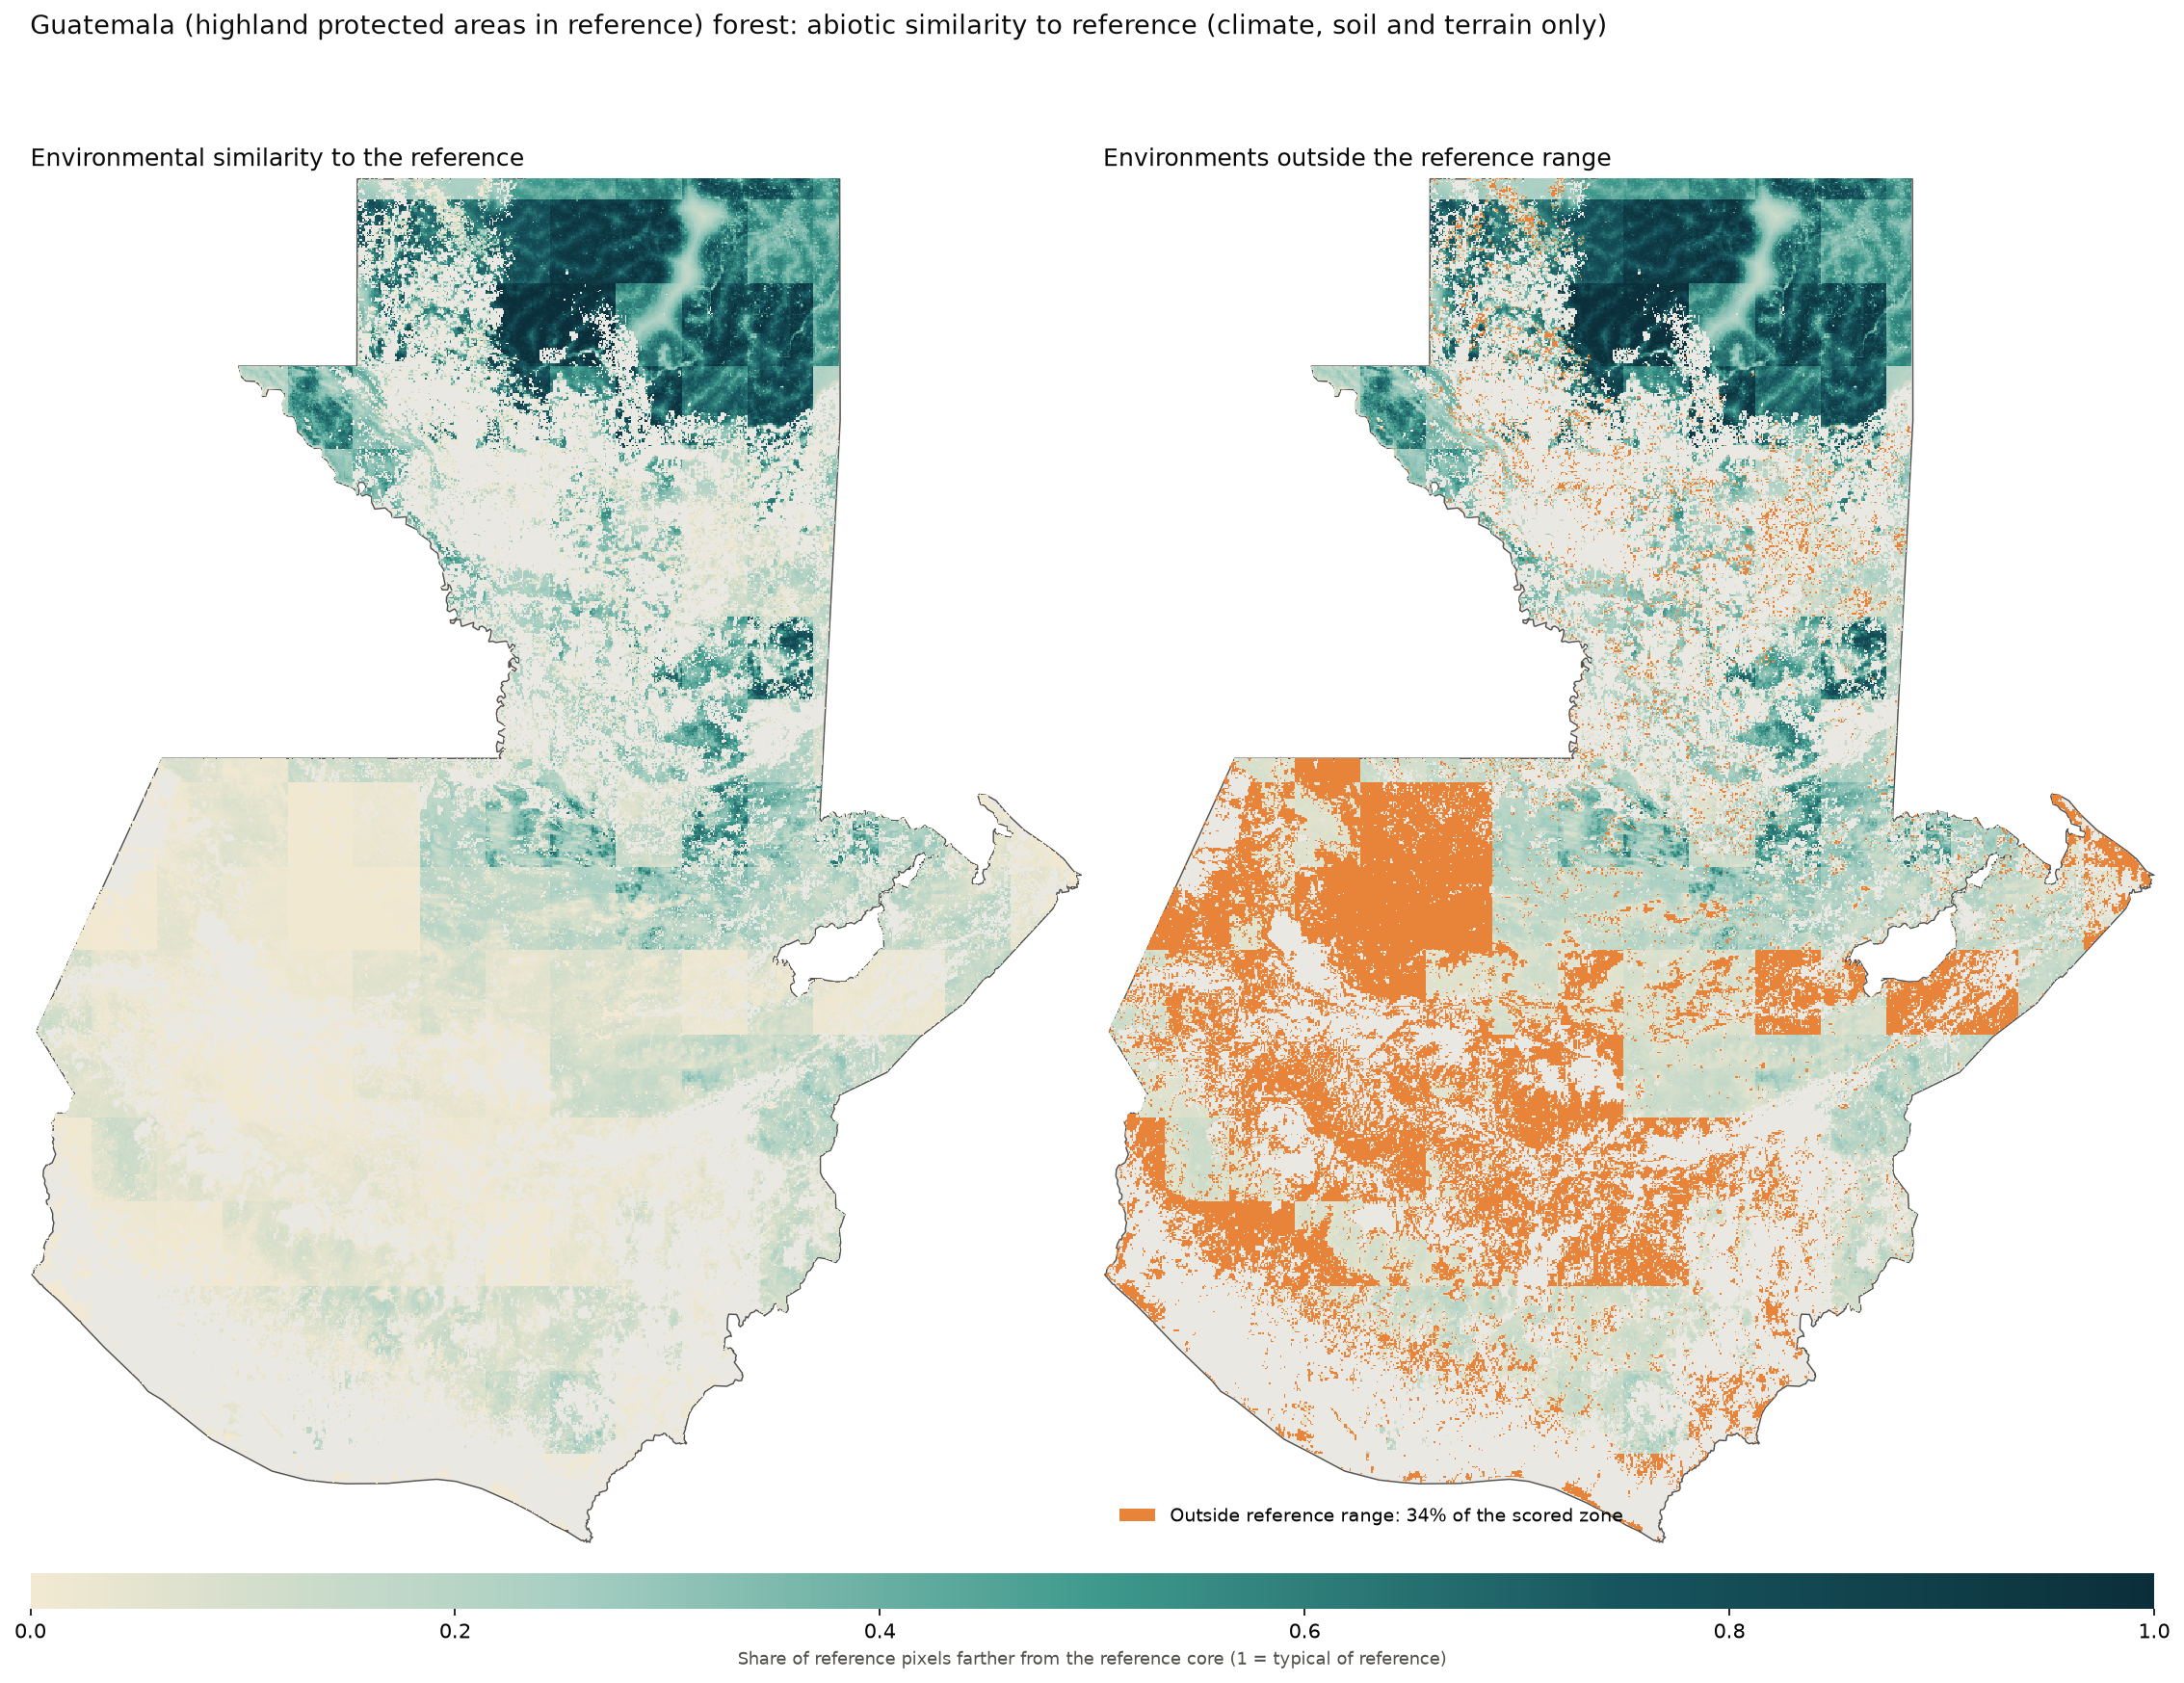 Guatemala (highland protected areas in reference) forest: abiotic similarity to reference (climate, soil and terrain only)
Environmental similarity to the reference
Environments outside the reference range
Outside reference range: 34% of the scored zone
0.0 0.2 0.4 0.6 0.8 1.0
Share of reference pixels farther from the reference core (1 = typical of reference)